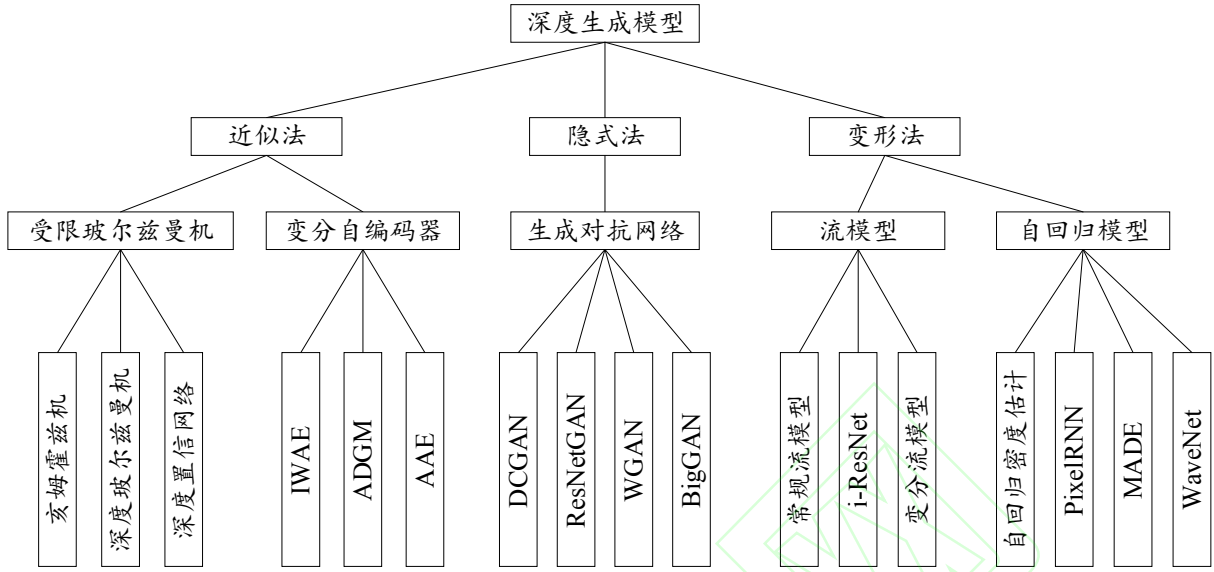 深度生成模型
近似法
隐式法
变形法
受限玻尔兹曼机
变分自编码器
生成对抗网络
流模型
自回归模型
亥姆霍兹机
深度玻尔兹曼机
深度置信网络
IWAE
ADGM
AAE
DCGAN
ResNetGAN
WGAN
BigGAN
常规流模型
i-ResNet
变分流模型
自回归密度估计
PixelRNN
MADE
WaveNet